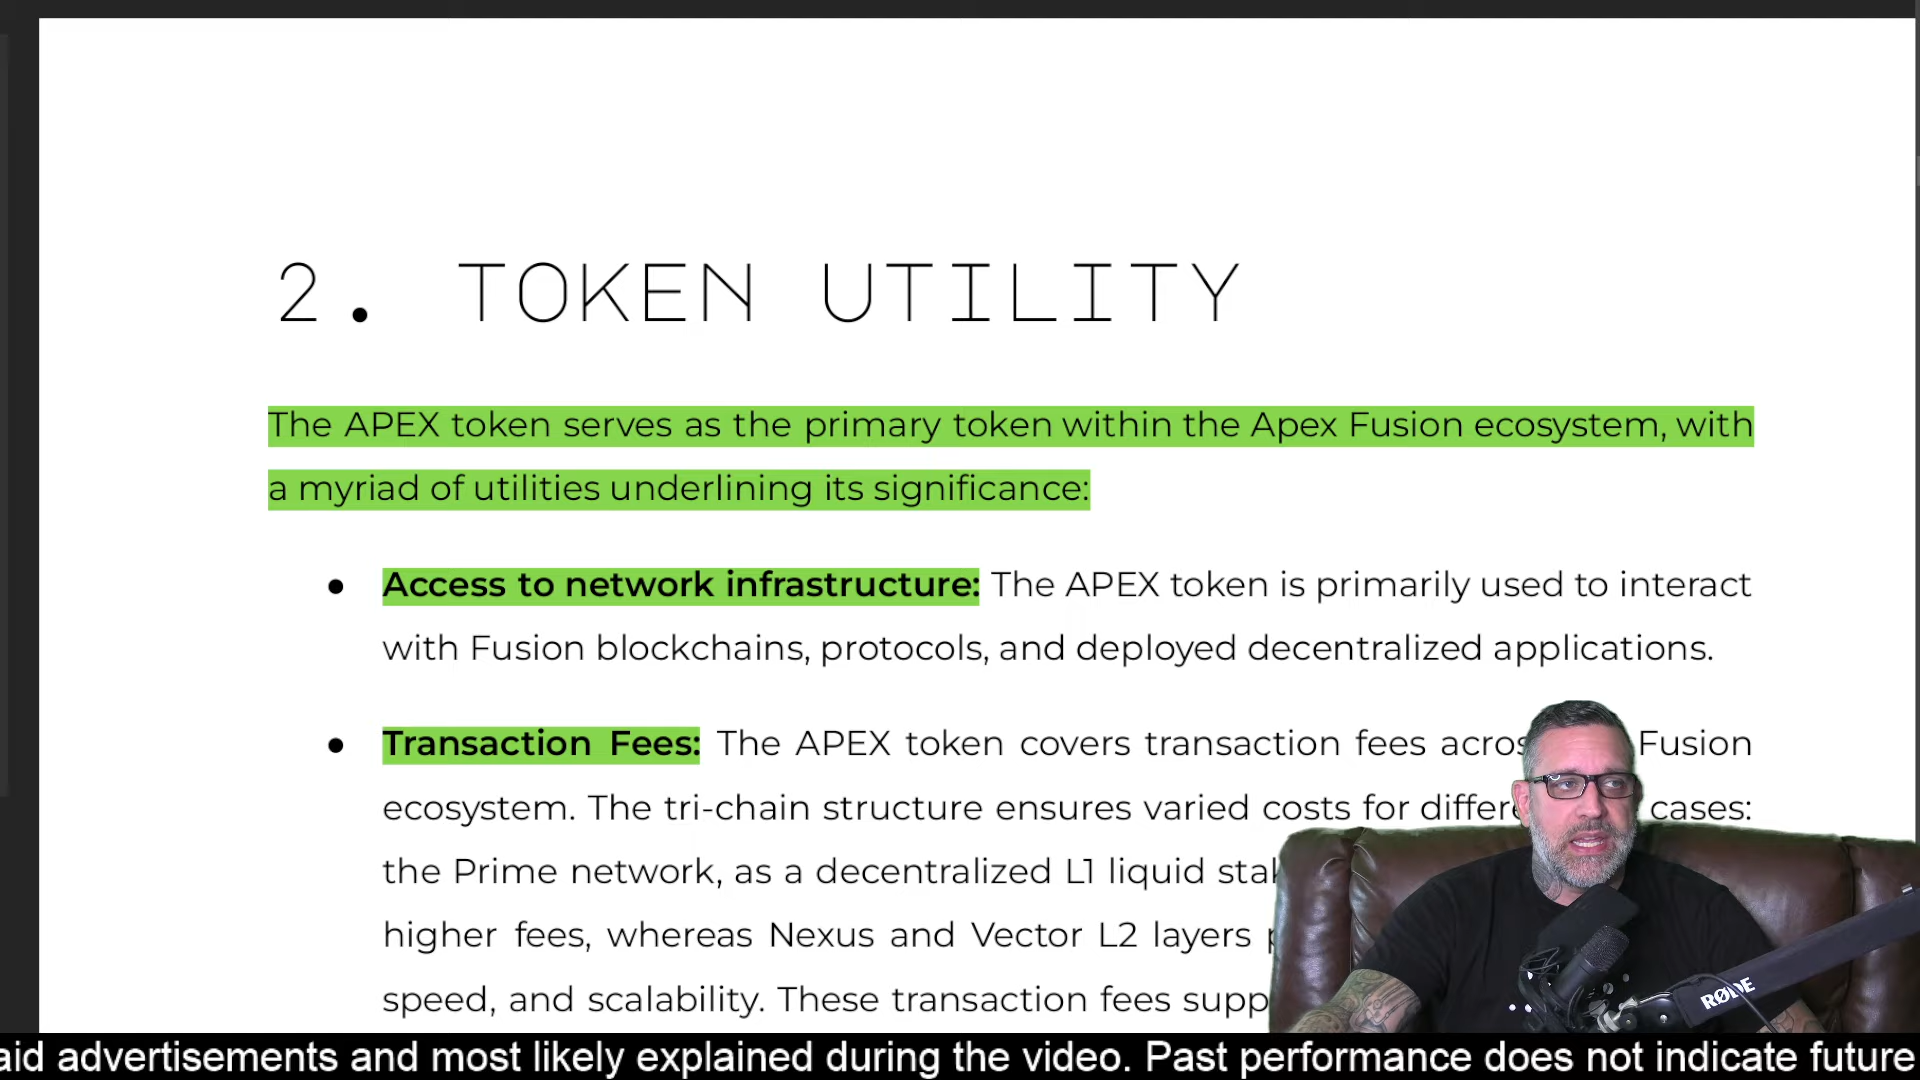 2. TOKEN UTILITY
The APEX token serves as the primary token within the Apex Fusion ecosystem, with
a myriad of utilities underlining its significance:
● Access to network infrastructure: The APEX token is primarily used to interact
with Fusion blockchains, protocols, and deployed decentralized applications.
● Transaction Fees: The APEX token covers transaction fees Fusion
ecosystem. The tri-chain structure ensures varied costs for cases:
the Prime network, as a decentralized L1 liquid
higher fees, whereas Nexus and Vector L2 layers
speed, and scalability. These transaction fees
RØDE
advertisements and most likely explained during the video. Past performance does not indicate future